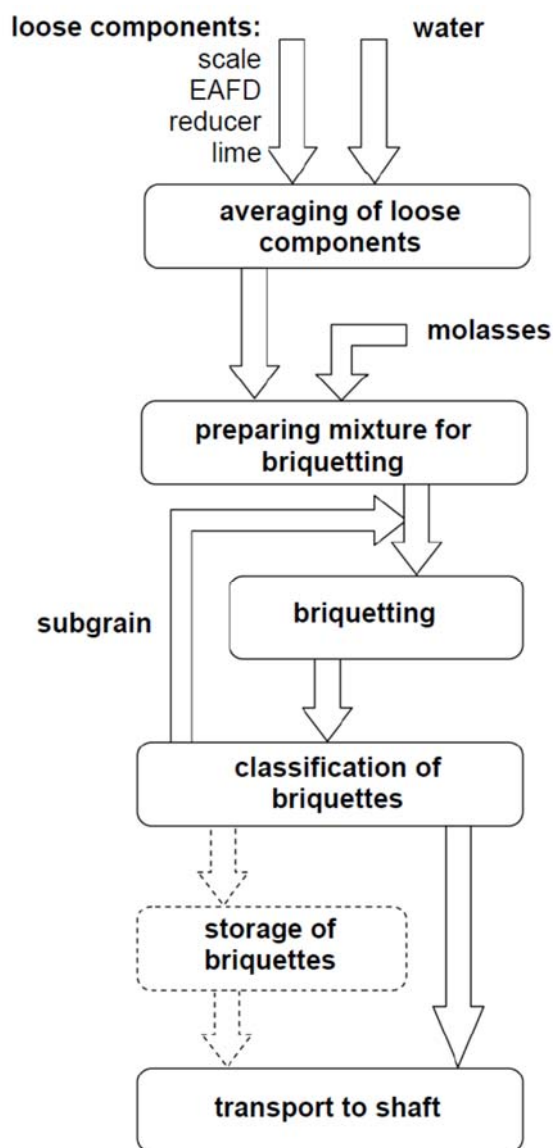 loose components:
scale
EAFD
reducer
lime
water
averaging of loose
components
molasses
preparing mixture for
briquetting
subgrain
briquetting
classification of
briquettes
storage of
briquettes
transport to shaft